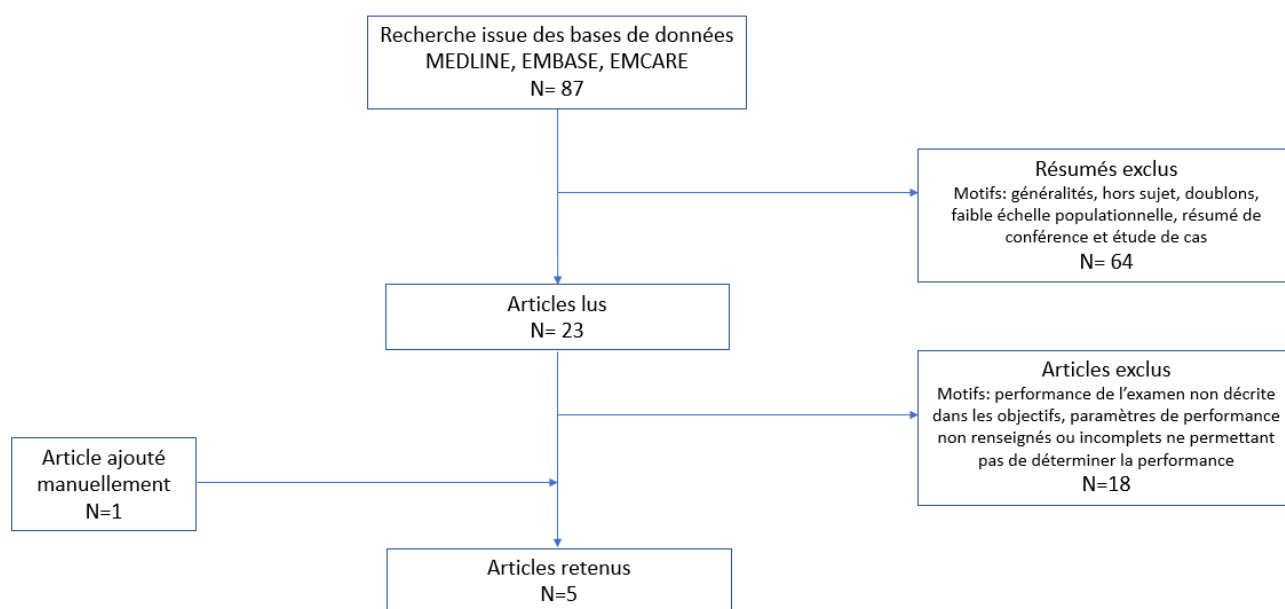 Recherche issue des bases de données
MEDLINE, EMBASE, EMCARE
N= 87
Résumés exclus
Motifs: généralités, hors sujet, doublons,
faible échelle populationnelle, résumé de
conférence et étude de cas
N= 64
Articles lus
N= 23
Articles exclus
Motifs: performance de l'examen non décrite
dans les objectifs, paramètres de performance
non renseignés ou incomplets ne permettant
pas de déterminer la performance
N=18
Article ajouté
manuellement
N=1
Articles retenus
N=5